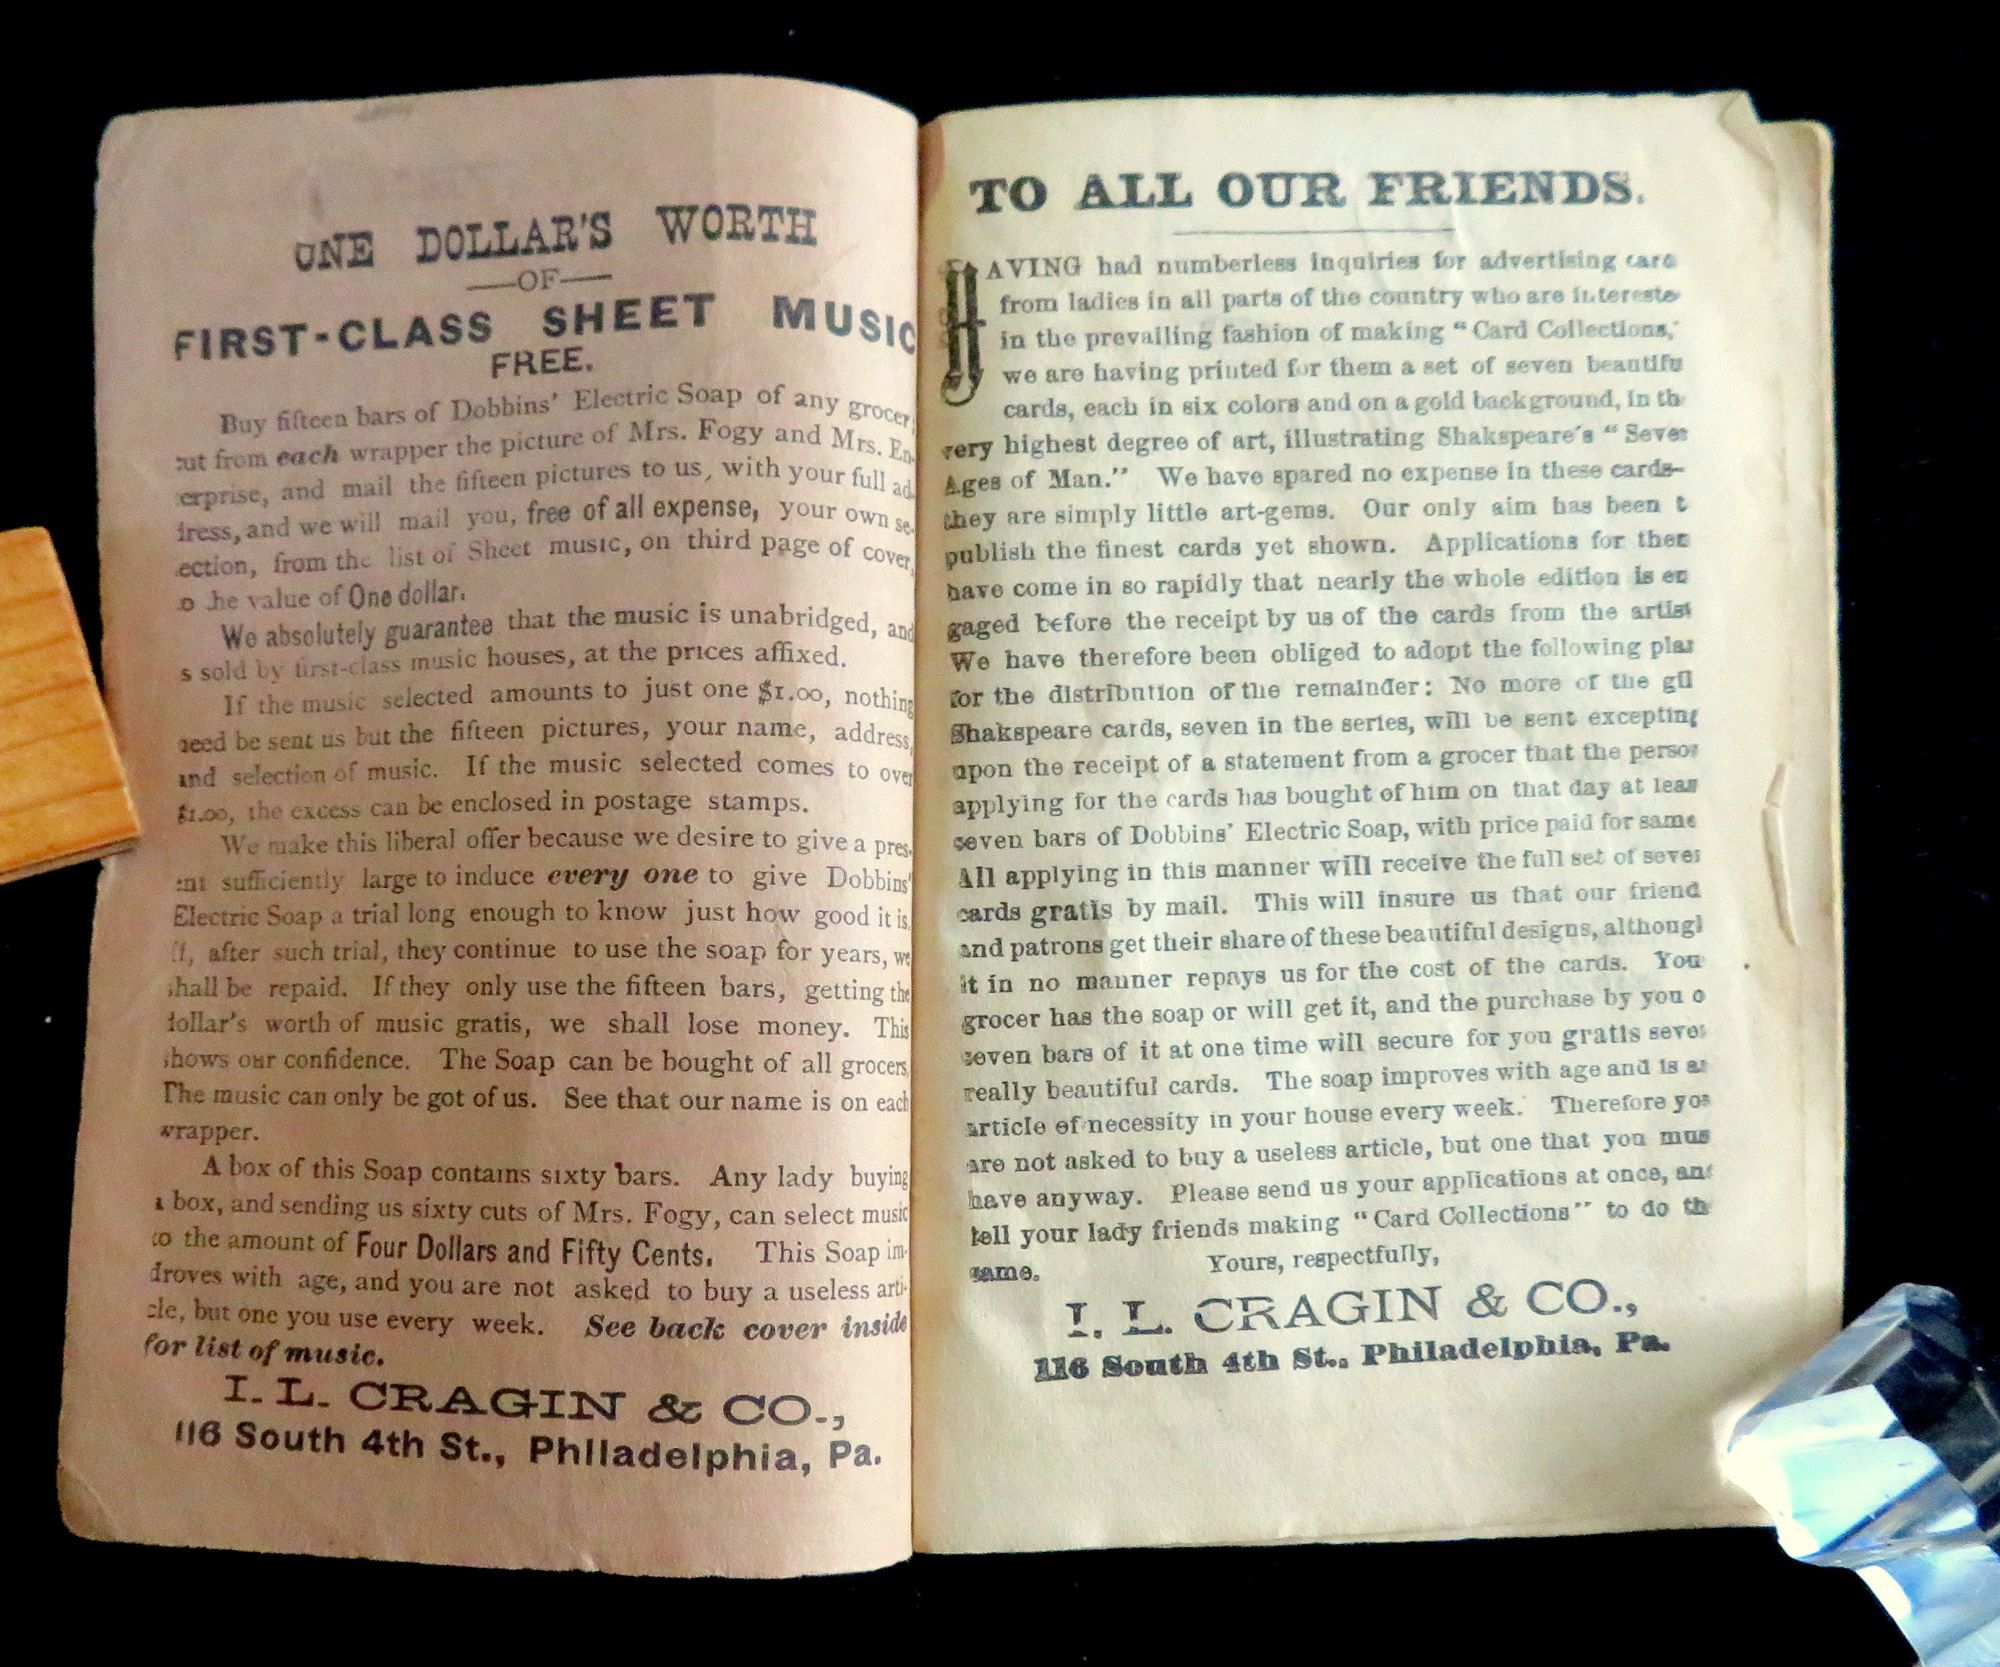 ONE DOLLAR'S WORTH
—OF—
FIRST-CLASS SHEET MUSIC
FREE.
Buy fifteen bars of Dobbins' Electric Soap of any grocer;
cut from each wrapper the picture of Mrs. Fogy and Mrs. En-
erprise, and mail the fifteen pictures to us, with your full ad-
dress, and we will mail you, free of all expense, your own se-
ection, from the list of Sheet music, on third page of cover,
o he value of One dollar.
We absolutely guarantee that the music is unabridged, and
s sold by first-class music houses, at the prices affixed.
If the music selected amounts to just one $1.00, nothing
need be sent us but the fifteen pictures, your name, address,
and selection of music. If the music selected comes to over
$1.00, the excess can be enclosed in postage stamps.
We make this liberal offer because we desire to give a pres-
ent sufficiently large to induce every one to give Dobbins'
Electric Soap a trial long enough to know just how good it is.
If, after such trial, they continue to use the soap for years, we
shall be repaid. If they only use the fifteen bars, getting the
dollar's worth of music gratis, we shall lose money. This
shows our confidence. The Soap can be bought of all grocers,
The music can only be got of us. See that our name is on each
wrapper.
A box of this Soap contains sixty bars. Any lady buying
a box, and sending us sixty cuts of Mrs. Fogy, can select music
to the amount of Four Dollars and Fifty Cents. This Soap im-
droves with age, and you are not asked to buy a useless arti-
cle, but one you use every week. See back cover inside
for list of music.
I. L. CRAGIN & CO.,
116 South 4th St., Philadelphia, Pa.
TO ALL OUR FRIENDS.
HAVING had numberless inquiries for advertising card
from ladies in all parts of the country who are intereste
in the prevailing fashion of making "Card Collections,"
we are having printed for them a set of seven beautifu
cards, each in six colors and on a gold background, in th
very highest degree of art, illustrating Shakspeare's "Seven
Ages of Man." We have spared no expense in these cards—
they are simply little art-gems. Our only aim has been t
publish the finest cards yet shown. Applications for then
have come in so rapidly that nearly the whole edition is en
gaged before the receipt by us of the cards from the artist
We have therefore been obliged to adopt the following plan
for the distribution of the remainder: No more of the gil
Shakspeare cards, seven in the series, will be sent excepting
upon the receipt of a statement from a grocer that the person
applying for the cards has bought of him on that day at leas
seven bars of Dobbins' Electric Soap, with price paid for same
All applying in this manner will receive the full set of seven
cards gratis by mail. This will insure us that our friend
and patrons get their share of these beautiful designs, although
it in no manner repays us for the cost of the cards. You
grocer has the soap or will get it, and the purchase by you o
seven bars of it at one time will secure for you gratis seven
really beautiful cards. The soap improves with age and is an
article of necessity in your house every week. Therefore you
are not asked to buy a useless article, but one that you mus
have anyway. Please send us your applications at once, and
tell your lady friends making "Card Collections" to do th
same. Yours, respectfully,
I. L. CRAGIN & CO.,
116 South 4th St., Philadelphia, Pa.